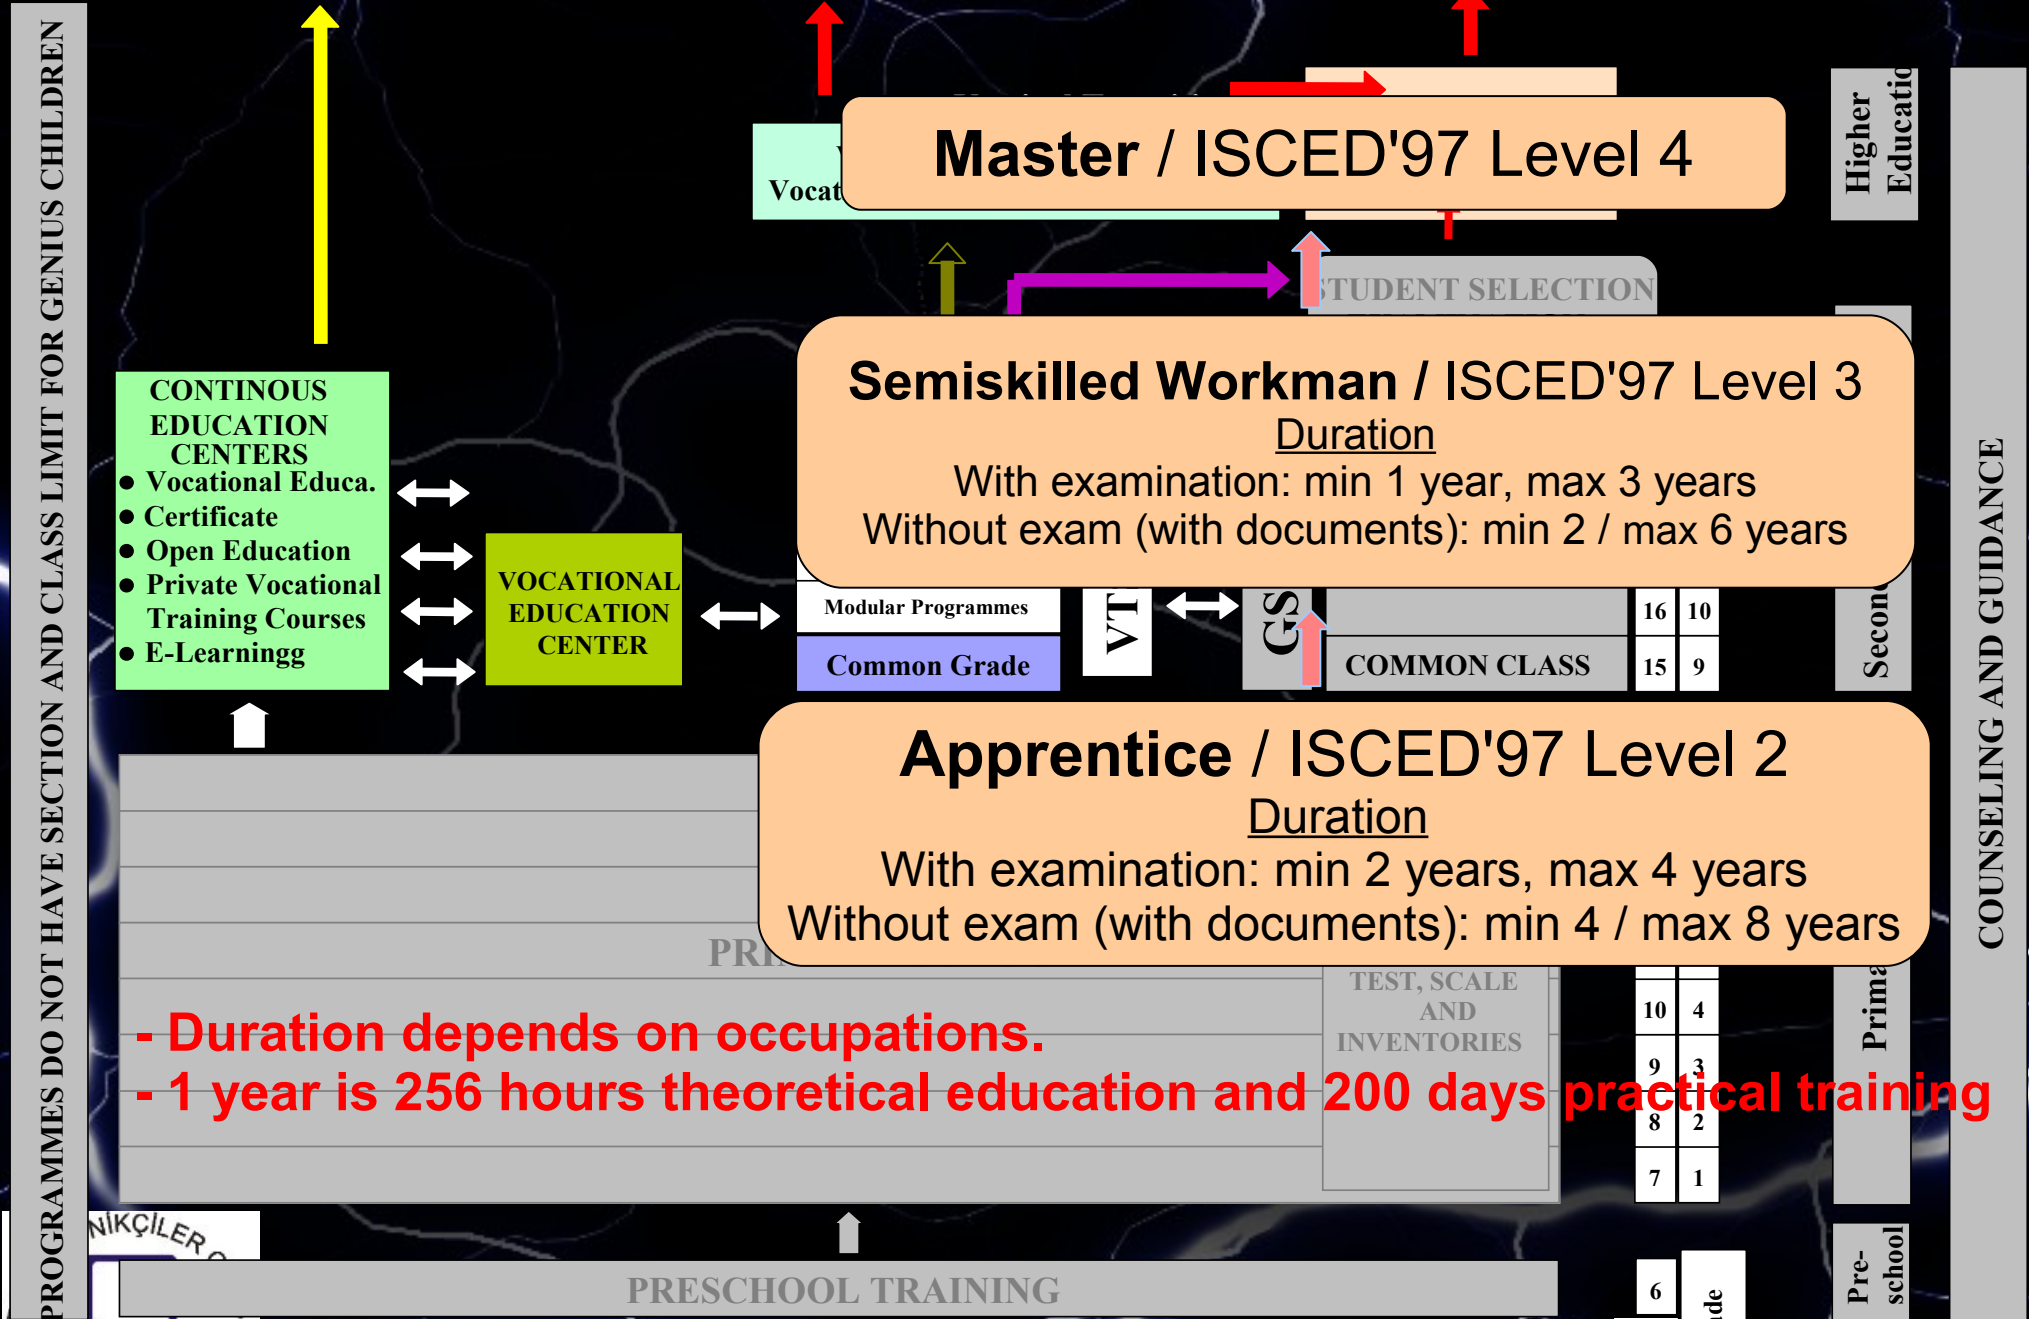 PROGRAMMES DO NOT HAVE SECTION AND CLASS LIMIT FOR GENIUS CHILDREN
Master / ISCED'97 Level 4
Higher
STUDENT SELECTION
Semiskilled Workman / ISCED'97 Level 3
Duration
With examination: min 1 year, max 3 years
Without exam (with documents): min 2 / max 6 years
CONTINOUS
EDUCATION
CENTERS
● Vocational Educa.
● Certificate
● Open Education
● Private Vocational
Training Courses
● E-Learningg
VOCATIONAL
EDUCATION
CENTER
Modular Programmes
Common Grade
VT
GS
COMMON CLASS
16 10
15 9
COUNSELING AND GUIDANCE
Apprentice / ISCED'97 Level 2
Duration
With examination: min 2 years, max 4 years
Without exam (with documents): min 4 / max 8 years
TEST, SCALE
AND
INVENTORIES
10 4
9 3
8 2
7 1
- Duration depends on occupations.
- 1 year is 256 hours theoretical education and 200 days practical training
PRESCHOOL TRAINING
6
Pre-
school